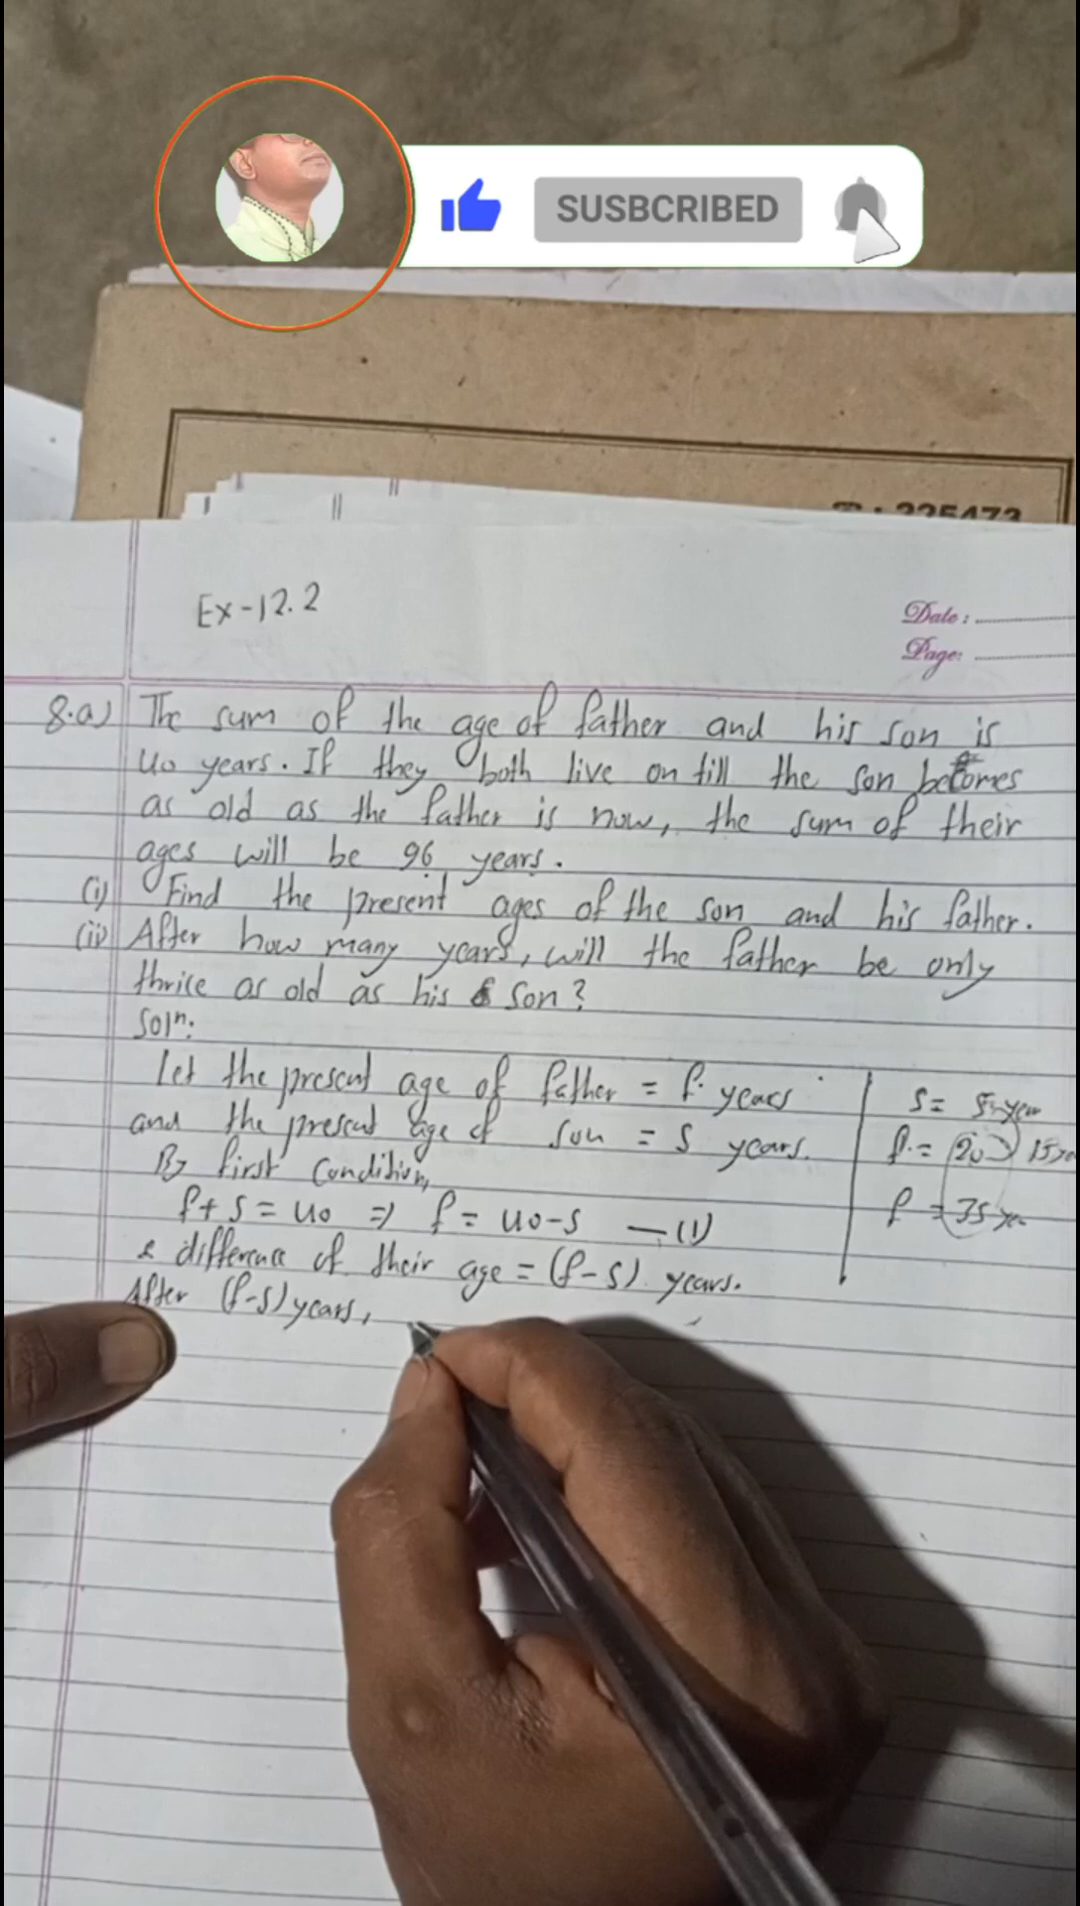 SUSBCRIBED
: 225473
Ex-12.2
Date:
Page:
8.a) The sum of the age of father and his son is
40 years. If they both live on till the son becomes
as old as the father is now, the sum of their
ages will be 96 years.
(i) Find the present ages of the son and his father.
(ii) After how many years, will the father be only
thrice as old as his son?
Solⁿ:
Let the present age of father = f years
and the present age of son = s years.
By first condition,
f + s = 40 ⇒ f = 40-s — (1)
& difference of their age = (f-s) years.
After (f-s) years,
s = 5 year
f = 20 15
f = 35